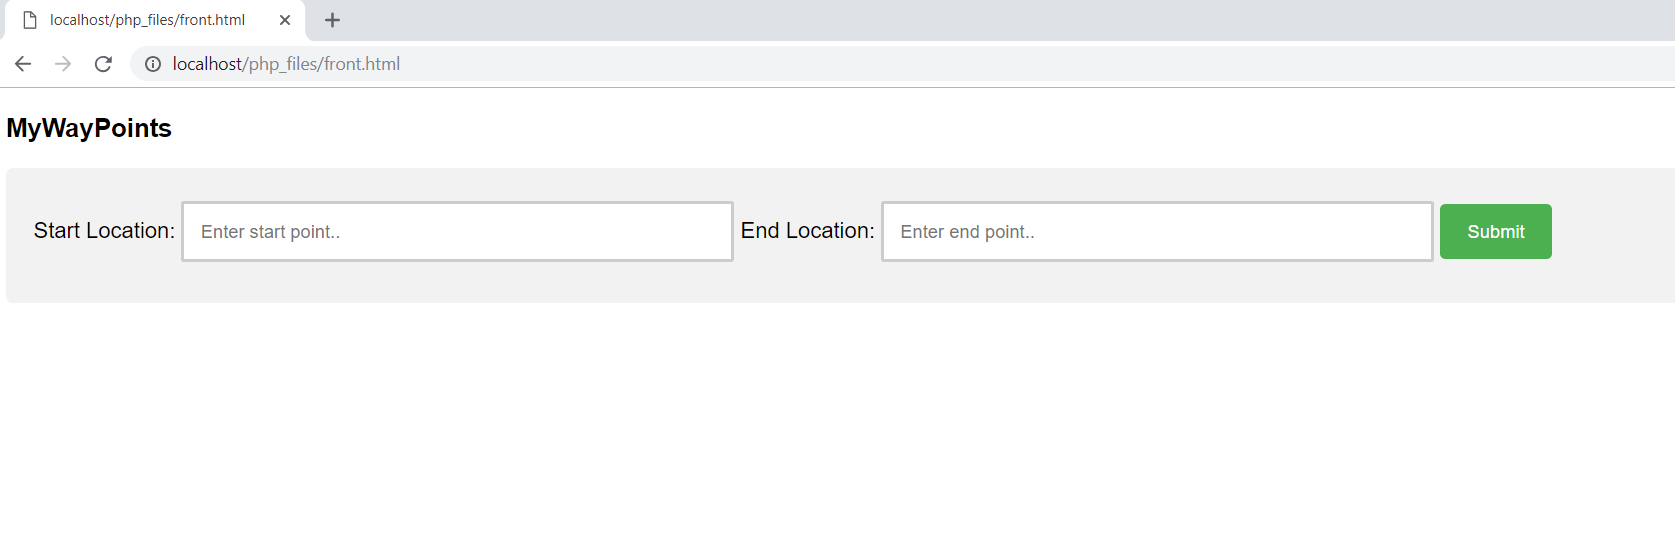 localhost/php_files/front.html
localhost/php_files/front.html
MyWayPoints
Start Location: Enter start point.. End Location: Enter end point.. Submit